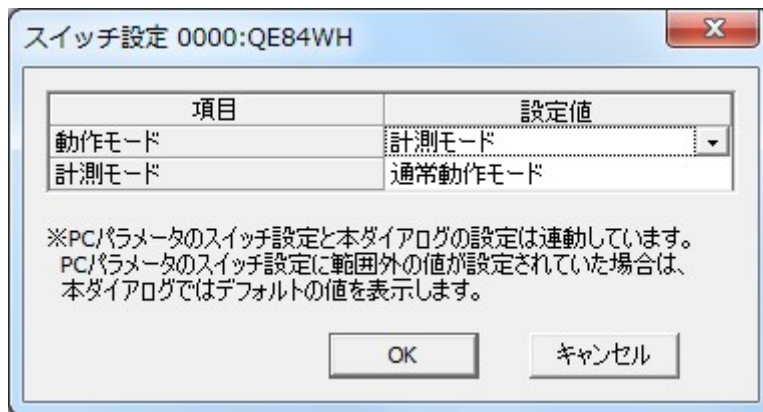 スイッチ設定 0000:QE84WH
項目 設定値
動作モード 計測モード
計測モード 通常動作モード
※PCパラメータのスイッチ設定と本ダイアログの設定は連動しています。
PCパラメータのスイッチ設定に範囲外の値が設定されていた場合は、
本ダイアログではデフォルトの値を表示します。
OK キャンセル